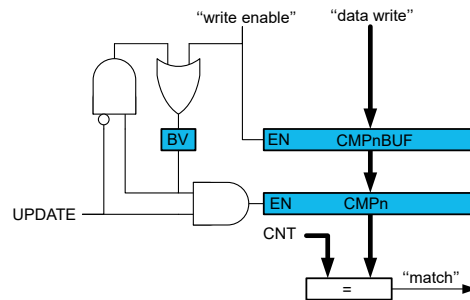 “write enable” “data write”
BV EN CMPnBUF
EN CMPn
UPDATE
CNT
= “match”